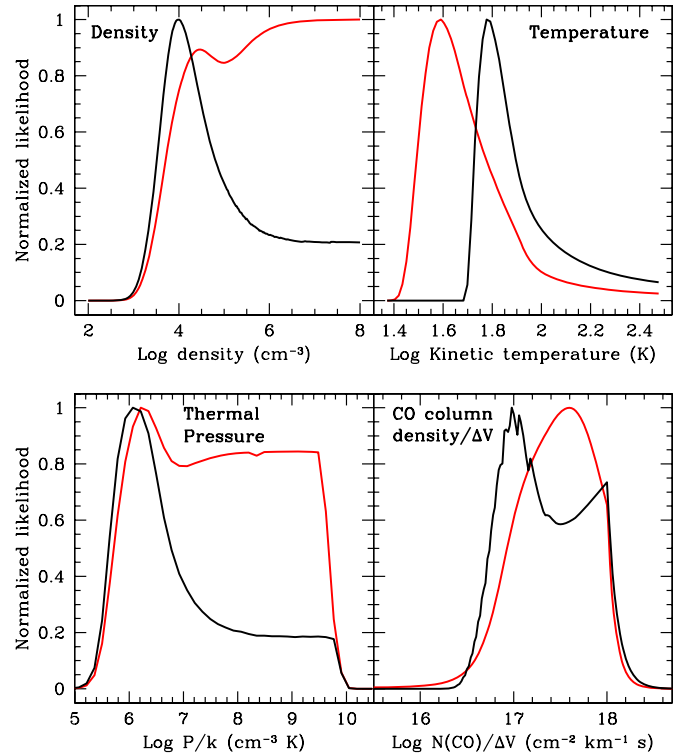 Density
Temperature
Normalized likelihood
1
0.8
0.6
0.4
0.2
0
2 4 6 8
1.4 1.6 1.8 2 2.2 2.4
Log density (cm⁻³)
Log Kinetic temperature (K)
Thermal
Pressure
CO column
density/ΔV
Normalized likelihood
1
0.8
0.6
0.4
0.2
0
5 6 7 8 9 10
16 17 18
Log P/k (cm⁻³ K)
Log N(CO)/ΔV (cm⁻² km⁻¹ s)